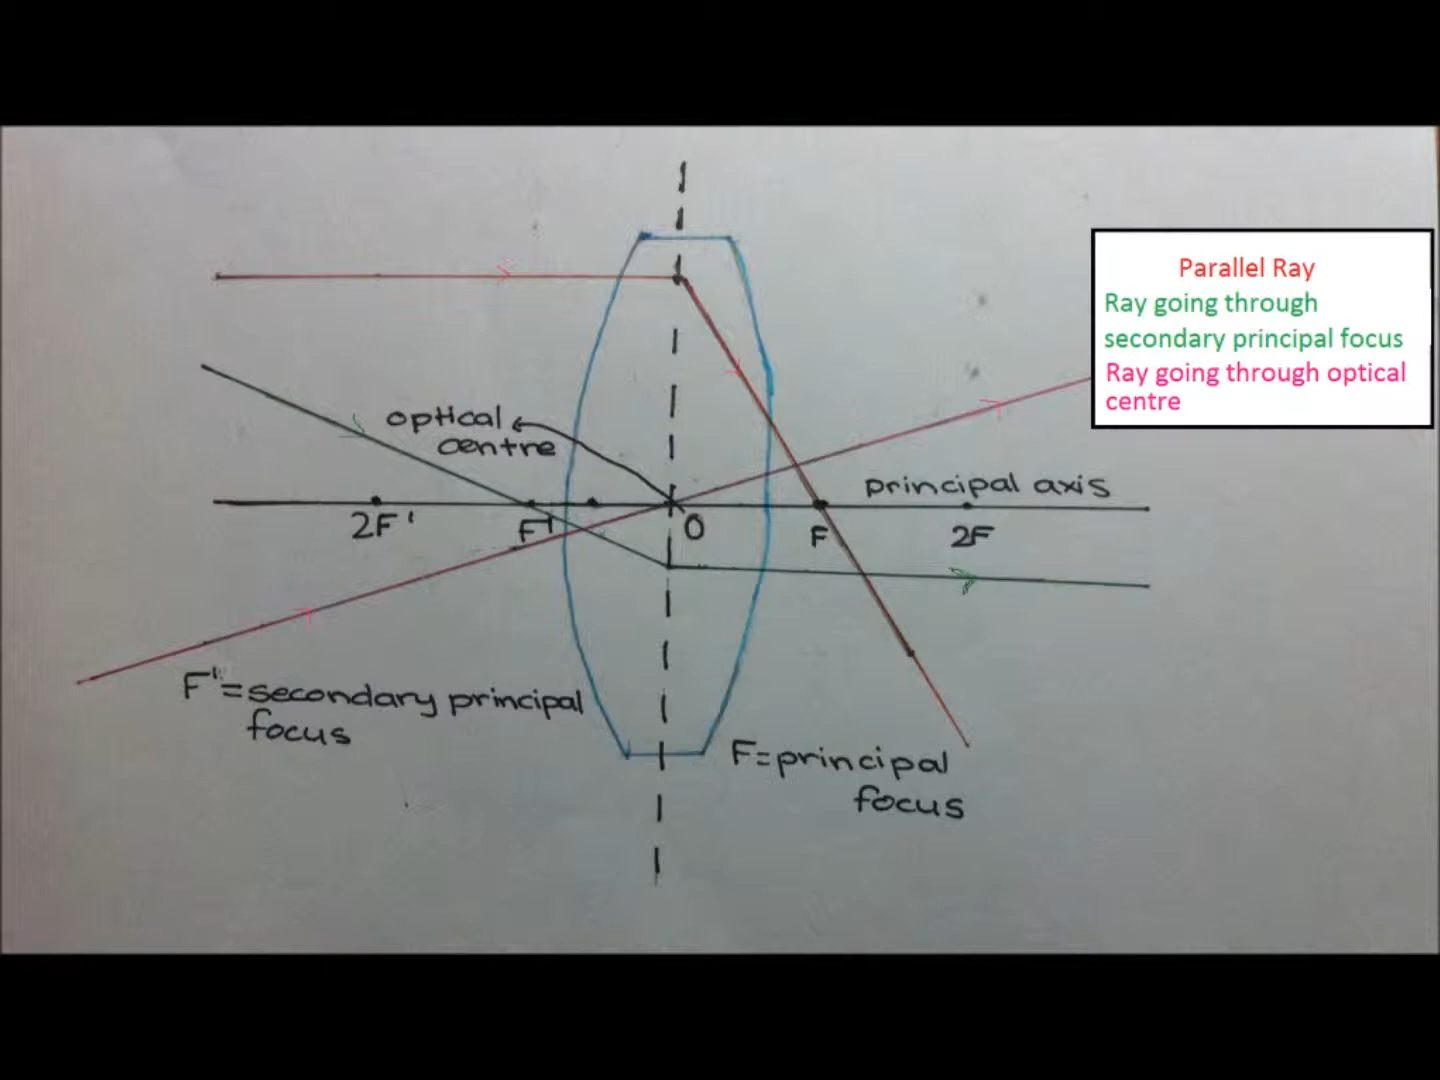 Parallel Ray
Ray going through
secondary principal focus
Ray going through optical
centre
optical
centre
principal axis
2F'
F'
O
F
2F
F'=secondary principal
focus
F=principal
focus